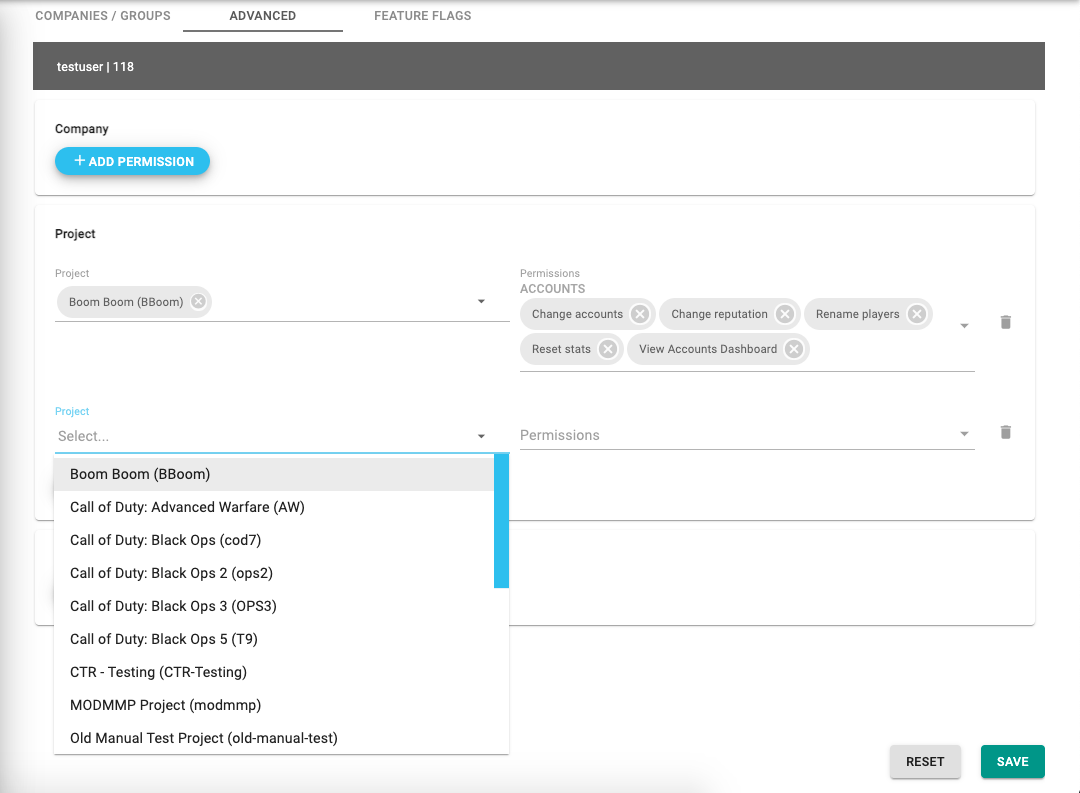 COMPANIES / GROUPS
ADVANCED
FEATURE FLAGS
testuser | 118
Company
+ ADD PERMISSION
Project
Project
Boom Boom (BBoom)
Permissions
ACCOUNTS
Change accounts
Change reputation
Rename players
Reset stats
View Accounts Dashboard
Project
Select...
Permissions
Boom Boom (BBoom)
Call of Duty: Advanced Warfare (AW)
Call of Duty: Black Ops (cod7)
Call of Duty: Black Ops 2 (ops2)
Call of Duty: Black Ops 3 (OPS3)
Call of Duty: Black Ops 5 (T9)
CTR - Testing (CTR-Testing)
MODMMP Project (modmmp)
Old Manual Test Project (old-manual-test)
RESET
SAVE